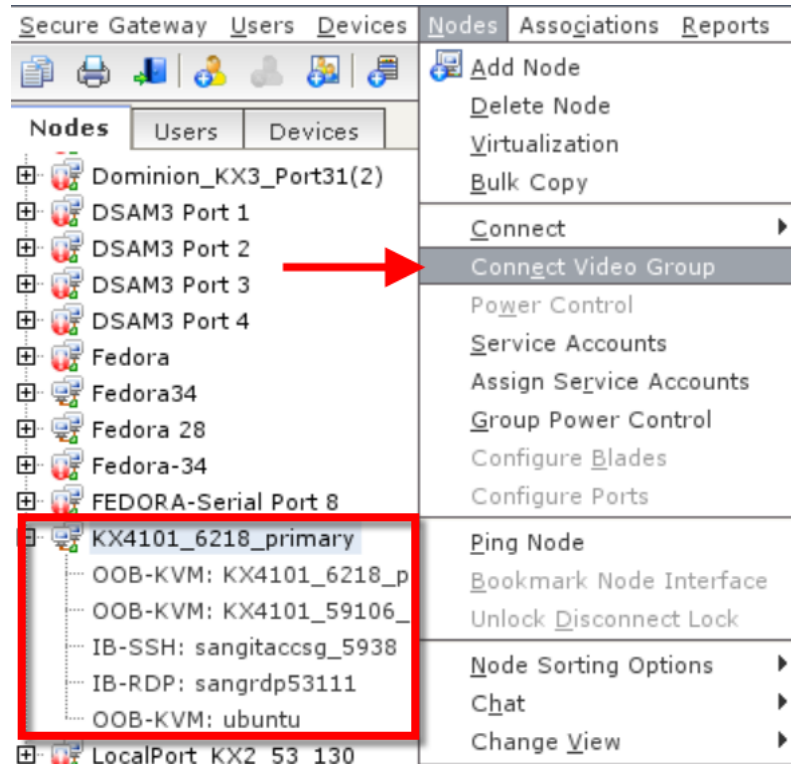 Secure Gateway Users Devices Nodes Associations Reports
Nodes Users Devices
Dominion_KX3_Port31(2)
DSAM3 Port 1
DSAM3 Port 2
DSAM3 Port 3
DSAM3 Port 4
Fedora
Fedora34
Fedora 28
Fedora-34
FEDORA-Serial Port 8
KX4101_6218_primary
OOB-KVM: KX4101_6218_p
OOB-KVM: KX4101_59106_
IB-SSH: sangitaccsg_5938
IB-RDP: sangrdp53111
OOB-KVM: ubuntu
LocalPort_KX2_53_130
Add Node
Delete Node
Virtualization
Bulk Copy
Connect
Connect Video Group
Power Control
Service Accounts
Assign Service Accounts
Group Power Control
Configure Blades
Configure Ports
Ping Node
Bookmark Node Interface
Unlock Disconnect Lock
Node Sorting Options
Chat
Change View